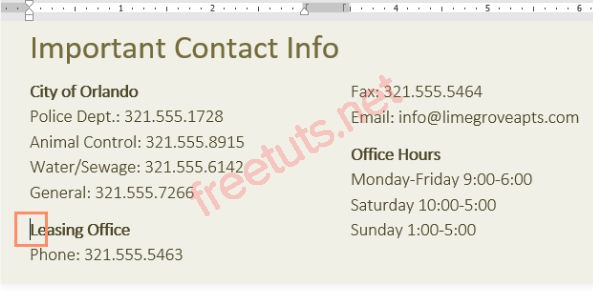 1 1 2 3 4 5 6
Important Contact Info
City of Orlando
Police Dept.: 321.555.1728
Animal Control: 321.555.8915
Water/Sewage: 321.555.6142
General: 321.555.7266
Leasing Office
Phone: 321.555.5463
Fax: 321.555.5464
Email: info@limegroveapts.com
Office Hours
Monday-Friday 9:00-6:00
Saturday 10:00-5:00
Sunday 1:00-5:00
freetuts.net